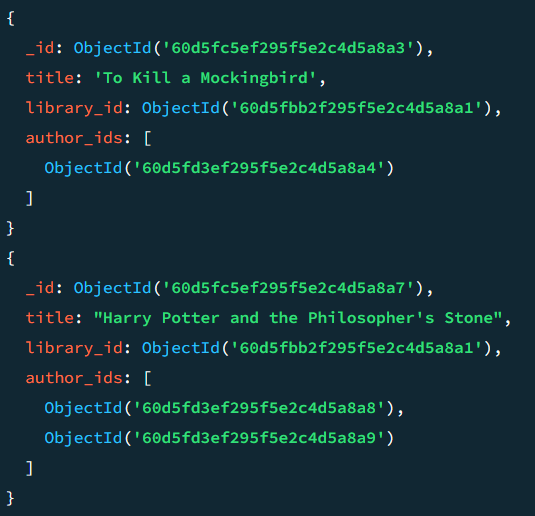 {
  _id: ObjectId('60d5fc5ef295f5e2c4d5a8a3'),
  title: 'To Kill a Mockingbird',
  library_id: ObjectId('60d5fbb2f295f5e2c4d5a8a1'),
  author_ids: [
    ObjectId('60d5fd3ef295f5e2c4d5a8a4')
  ]
}
{
  _id: ObjectId('60d5fc5ef295f5e2c4d5a8a7'),
  title: "Harry Potter and the Philosopher's Stone",
  library_id: ObjectId('60d5fbb2f295f5e2c4d5a8a1'),
  author_ids: [
    ObjectId('60d5fd3ef295f5e2c4d5a8a8'),
    ObjectId('60d5fd3ef295f5e2c4d5a8a9')
  ]
}